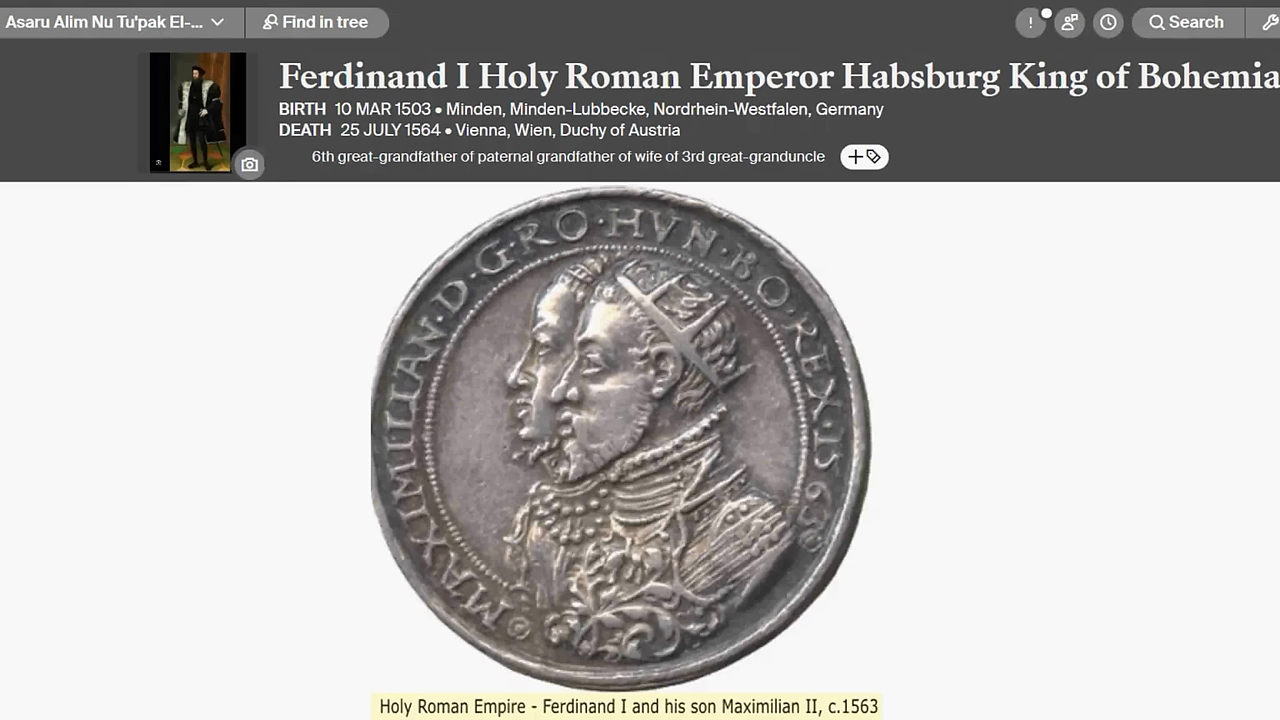 Asaru Alim Nu Tu'pak El-...
Find in tree
!
Search
Ferdinand I Holy Roman Emperor Habsburg King of Bohemia
BIRTH 10 MAR 1503 • Minden, Minden-Lubbecke, Nordrhein-Westfalen, Germany
DEATH 25 JULY 1564 • Vienna, Wien, Duchy of Austria
6th great-grandfather of paternal grandfather of wife of 3rd great-granduncle
MAXIMILIAN·D·G·RO·HVN·BO·REX·1563
Holy Roman Empire - Ferdinand I and his son Maximilian II, c.1563